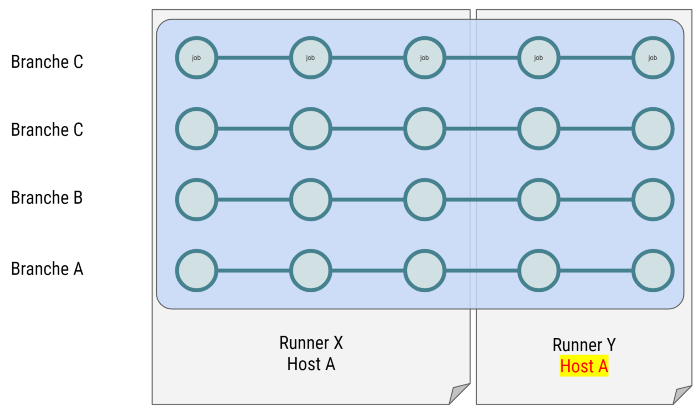 Branche C
job job job job job
Branche C
Branche B
Branche A
Runner X
Host A
Runner Y
Host A